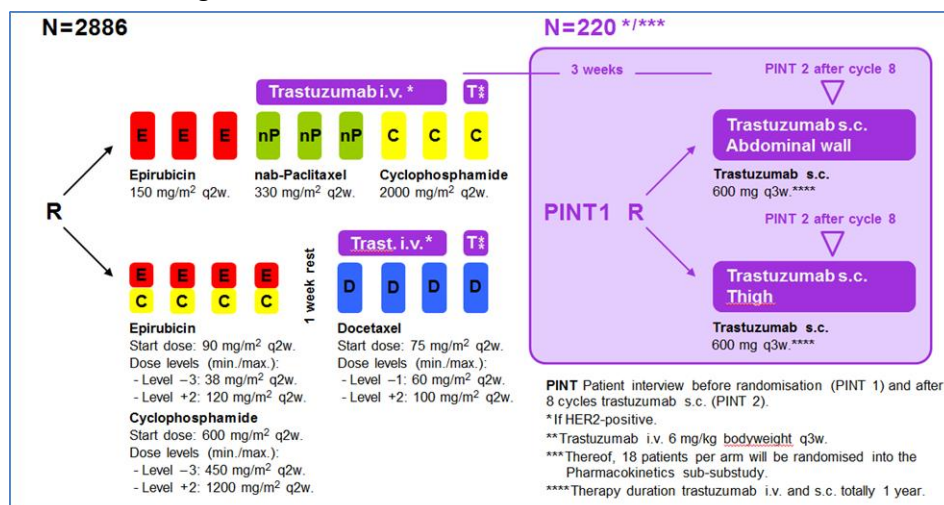 N=2886
N=220 */***
3 weeks
PINT 2 after cycle 8
Trastuzumab i.v. *
T**
E E E nP nP nP C C C
Epirubicin
150 mg/m² q2w.
nab-Paclitaxel
330 mg/m² q2w.
Cyclophosphamide
2000 mg/m² q2w.
Trastuzumab s.c.
Abdominal wall
Trastuzumab s.c.
600 mg q3w.****
R
PINT1 R
PINT 2 after cycle 8
Trast. i.v. *
T**
E E E E
C C C C
1 week rest
D D D D
Trastuzumab s.c.
Thigh
Trastuzumab s.c.
600 mg q3w.****
Epirubicin
Start dose: 90 mg/m² q2w.
Dose levels (min./max.):
- Level –3: 38 mg/m² q2w.
- Level +2: 120 mg/m² q2w.
Cyclophosphamide
Start dose: 600 mg/m² q2w.
Dose levels (min./max.):
- Level –3: 450 mg/m² q2w.
- Level +2: 1200 mg/m² q2w.
Docetaxel
Start dose: 75 mg/m² q2w.
Dose levels (min./max.):
- Level –1: 60 mg/m² q2w.
- Level +2: 100 mg/m² q2w.
PINT Patient interview before randomisation (PINT 1) and after
8 cycles trastuzumab s.c. (PINT 2).
*If HER2-positive.
**Trastuzumab i.v. 6 mg/kg bodyweight q3w.
***Thereof, 18 patients per arm will be randomised into the
Pharmacokinetics sub-substudy.
****Therapy duration trastuzumab i.v. and s.c. totally 1 year.